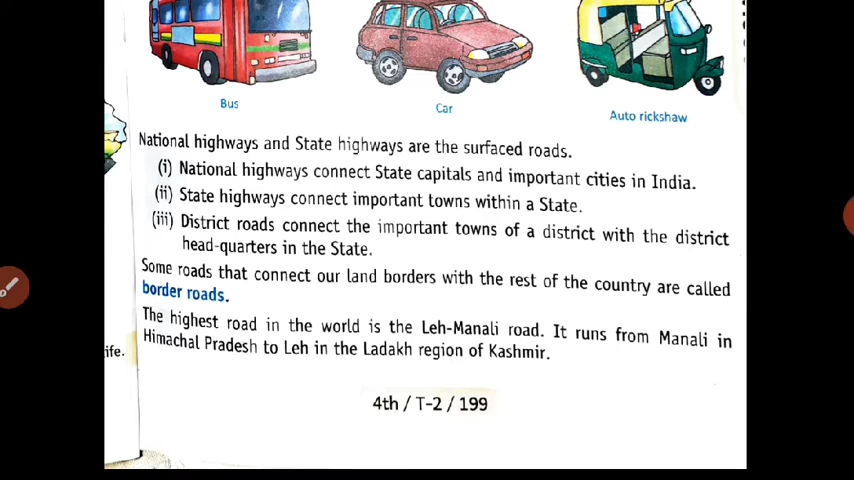 Bus
Car
Auto rickshaw
National highways and State highways are the surfaced roads.
(i) National highways connect State capitals and important cities in India.
(ii) State highways connect important towns within a State.
(iii) District roads connect the important towns of a district with the district
head-quarters in the State.
Some roads that connect our land borders with the rest of the country are called
border roads.
The highest road in the world is the Leh-Manali road. It runs from Manali in
Himachal Pradesh to Leh in the Ladakh region of Kashmir.
ife.
4th / T-2 / 199